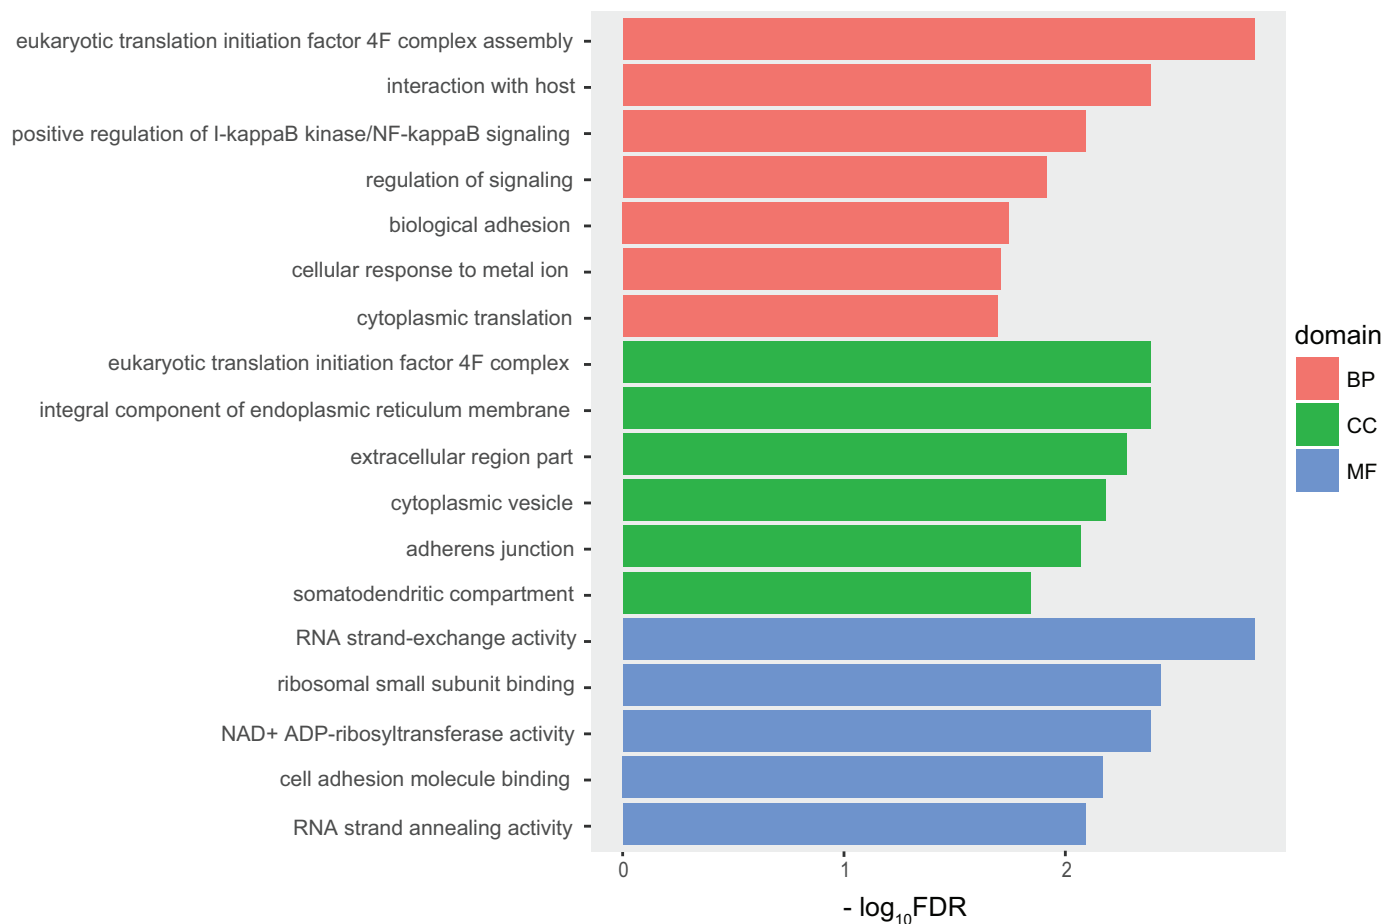 eukaryotic translation initiation factor 4F complex assembly
interaction with host
positive regulation of I-kappaB kinase/NF-kappaB signaling
regulation of signaling
biological adhesion
cellular response to metal ion
cytoplasmic translation
eukaryotic translation initiation factor 4F complex
integral component of endoplasmic reticulum membrane
extracellular region part
cytoplasmic vesicle
adherens junction
somatodendritic compartment
RNA strand-exchange activity
ribosomal small subunit binding
NAD+ ADP-ribosyltransferase activity
cell adhesion molecule binding
RNA strand annealing activity
0 1 2
- log₁₀FDR
domain
BP
CC
MF